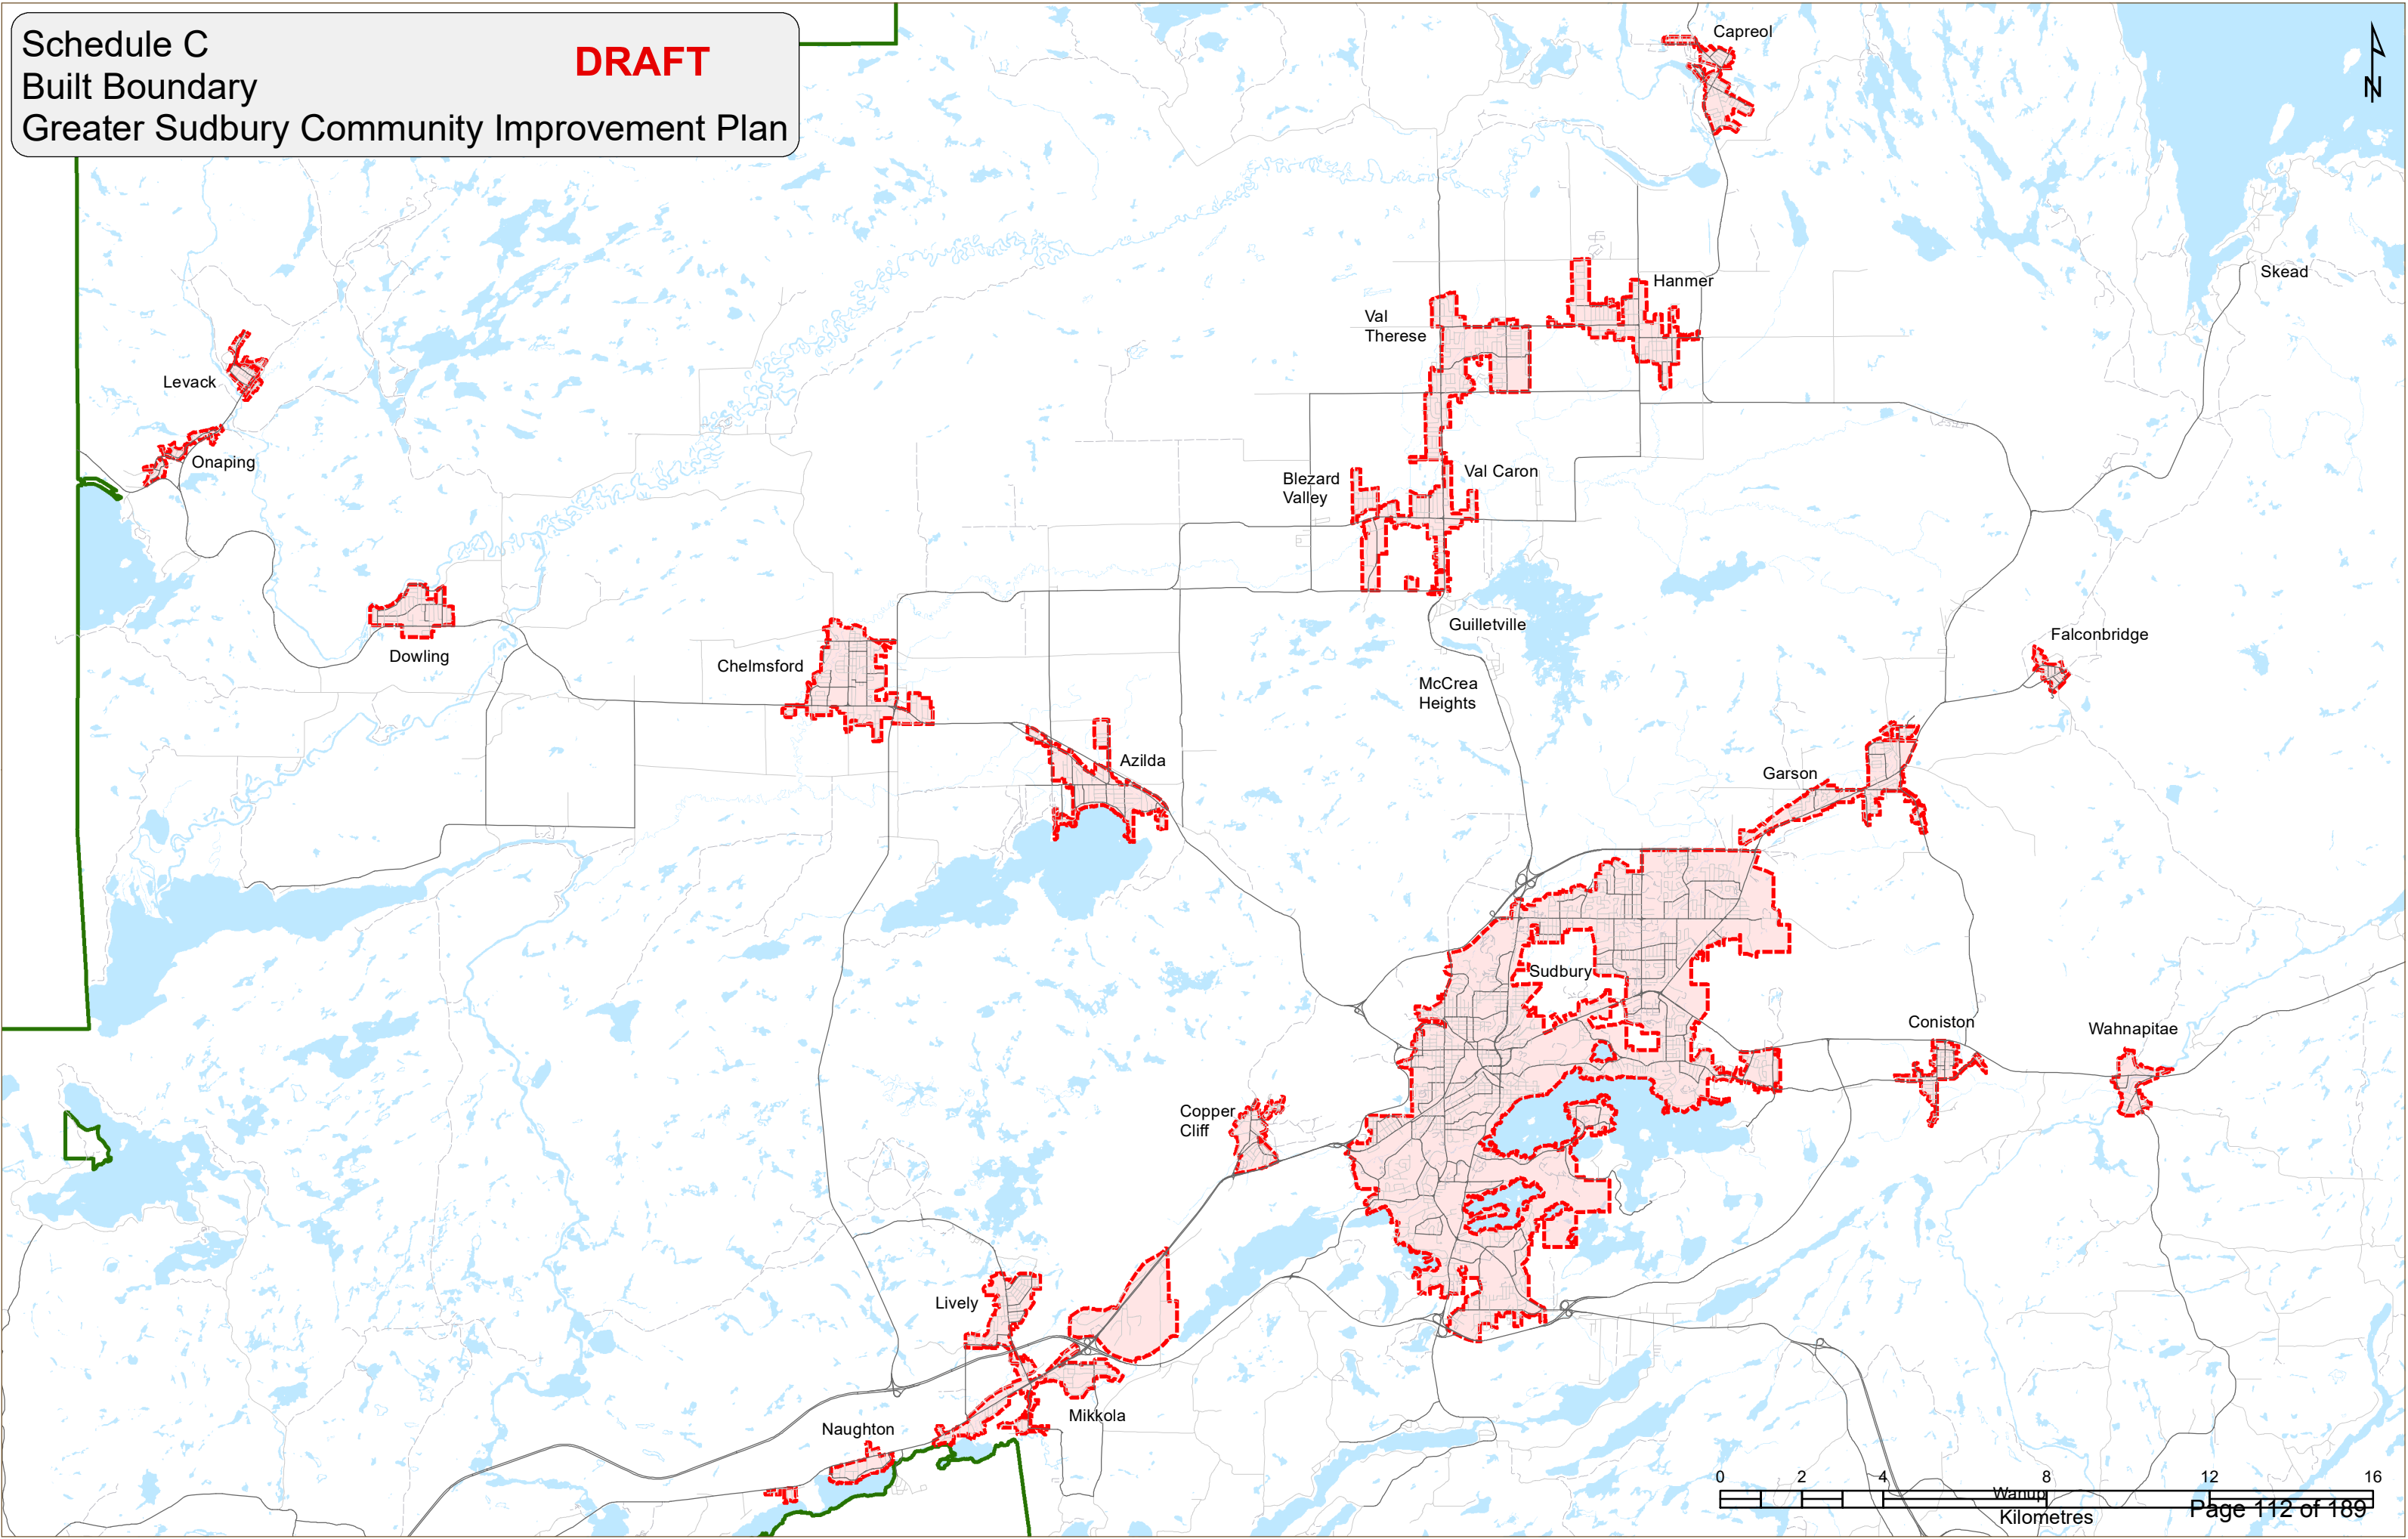 Schedule C
DRAFT
Built Boundary
Greater Sudbury Community Improvement Plan
Capreol
N
Skead
Hanmer
Val
Therese
Levack
Onaping
Val Caron
Blezard
Valley
Guilletville
Falconbridge
Dowling
Chelmsford
McCrea
Heights
Azilda
Garson
Sudbury
Coniston
Wahnapitae
Copper
Cliff
Lively
Mikkola
Naughton
0 2 4 8 12 16
Wanup
Kilometres
Page 112 of 189